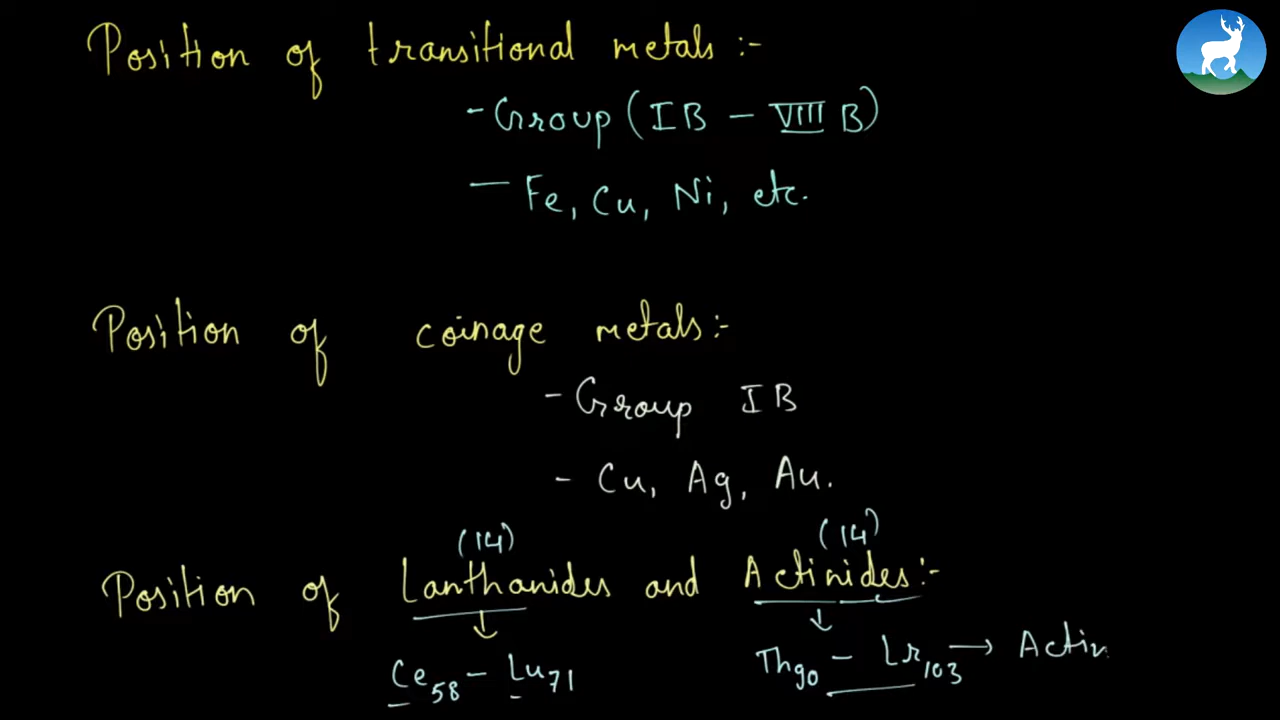 Position of transitional metals :-
- Group (IB - VIII B)
- Fe, Cu, Ni, etc.
Position of coinage metals :-
- Group IB
- Cu, Ag, Au.
(14) (14)
Position of Lanthanides and Actinides :-
↓ ↓
Ce58 - Lu71 Th90 - Lr103 → Actin